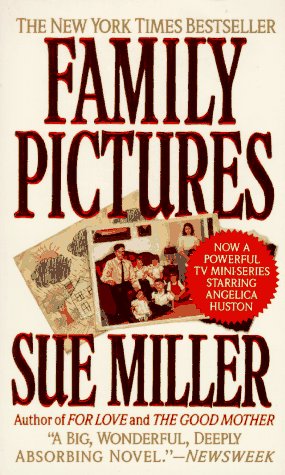 THE NEW YORK TIMES BESTSELLER
FAMILY
PICTURES
NOW A
POWERFUL
TV MINI-SERIES
STARRING
ANGELICA
HUSTON
SUE MILLER
Author of FOR LOVE and THE GOOD MOTHER
"A BIG, WONDERFUL, DEEPLY
ABSORBING NOVEL."—NEWSWEEK